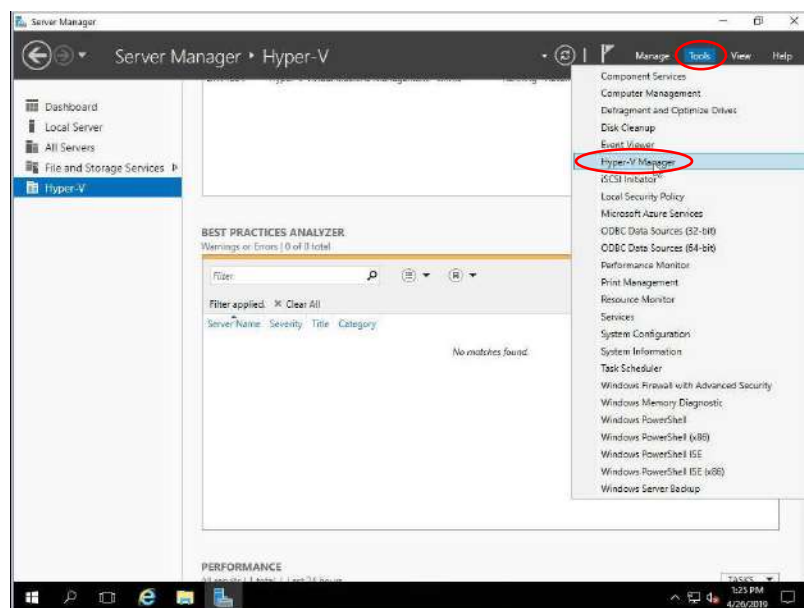 Server Manager
Server Manager • Hyper-V
Manage Tools View Help
Dashboard
Local Server
All Servers
File and Storage Services
Hyper-V
BEST PRACTICES ANALYZER
Warnings or Errors | 0 of 0 total
Filter
Filter applied. Clear All
Server Name Severity Title Category
No matches found.
PERFORMANCE
TASKS
Component Services
Computer Management
Defragment and Optimize Drives
Disk Cleanup
Event Viewer
Hyper-V Manager
iSCSI Initiator
Local Security Policy
Microsoft Azure Services
ODBC Data Sources (32-bit)
ODBC Data Sources (64-bit)
Performance Monitor
Print Management
Resource Monitor
Services
System Configuration
System Information
Task Scheduler
Windows Firewall with Advanced Security
Windows Memory Diagnostic
Windows PowerShell
Windows PowerShell (x86)
Windows PowerShell ISE
Windows PowerShell ISE (x86)
Windows Server Backup
1:25 PM
4/26/2019